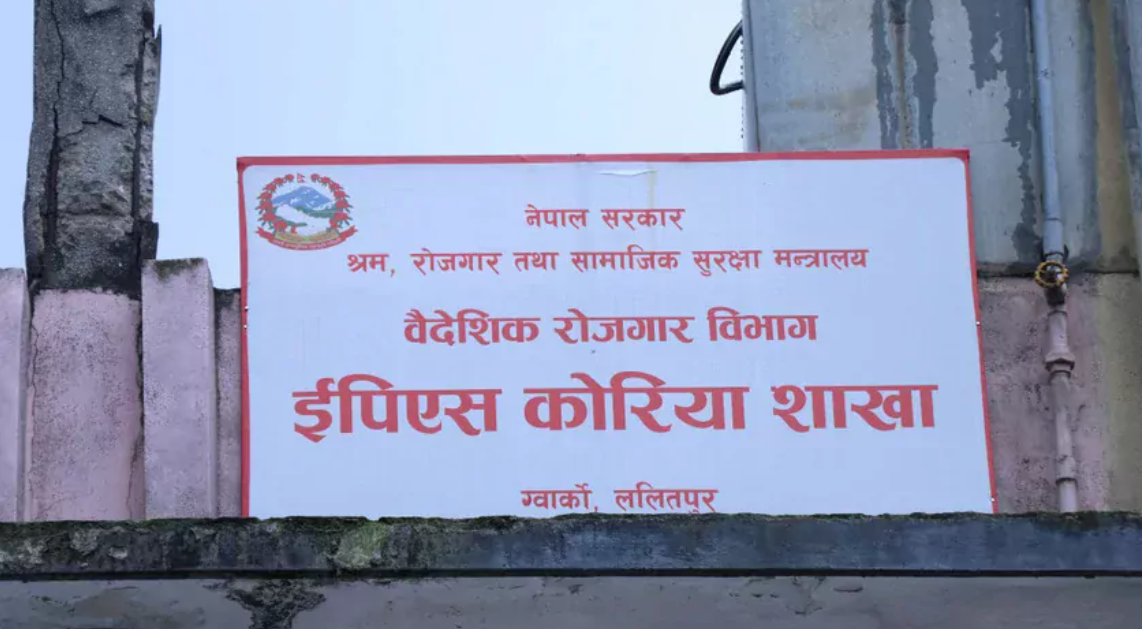 नेपाल सरकार
श्रम, रोजगार तथा सामाजिक सुरक्षा मन्त्रालय
वैदेशिक रोजगार विभाग
ईपिएस कोरिया शाखा
ग्वार्को, ललितपुर